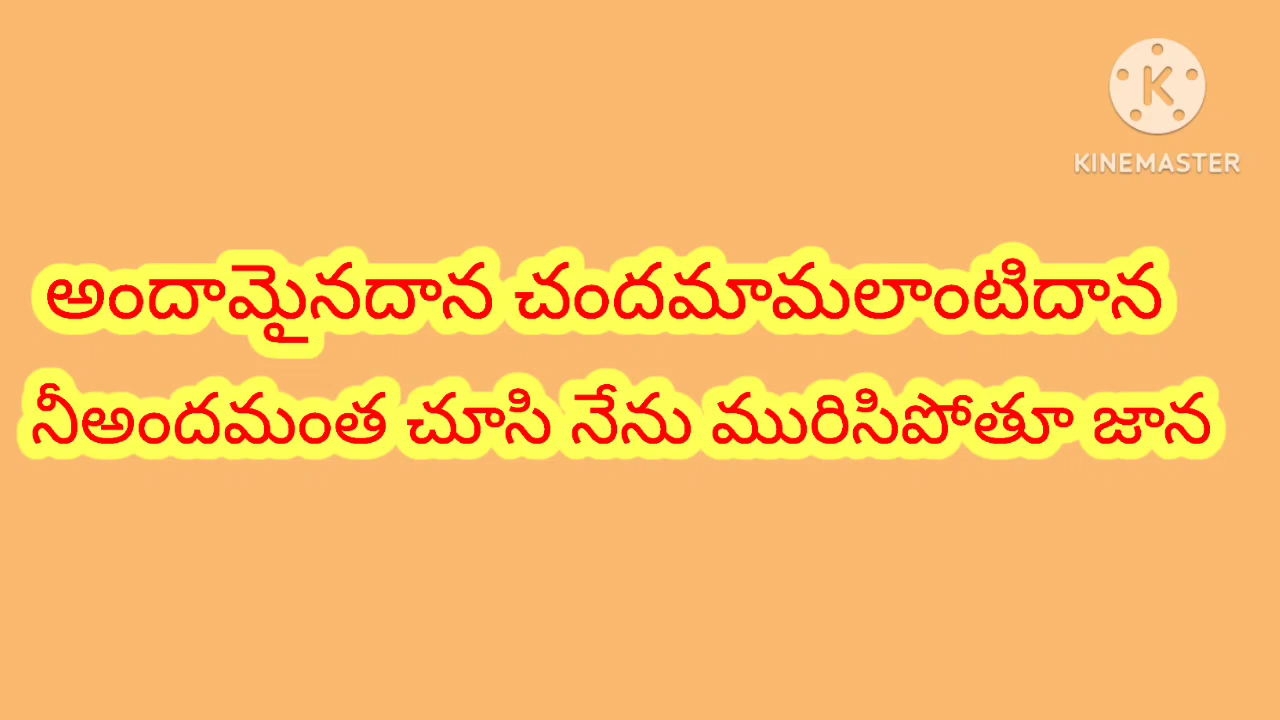 KINEMASTER
అందామైనదాన చందమామలాంటిదాన
నీఅందమంత చూసి నేను మురిసిపోతూ జాన